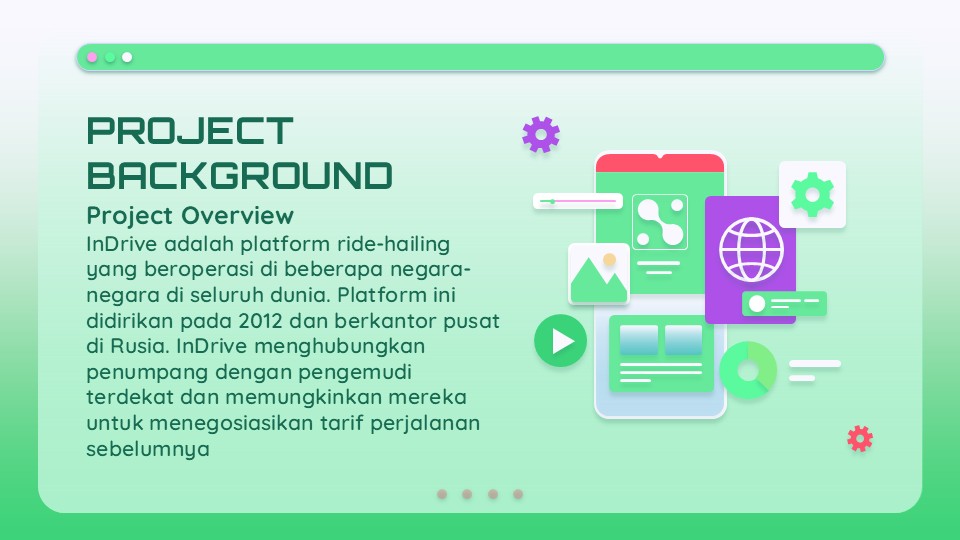 PROJECT
BACKGROUND
Project Overview
InDrive adalah platform ride-hailing
yang beroperasi di beberapa negara-
negara di seluruh dunia. Platform ini
didirikan pada 2012 dan berkantor pusat
di Rusia. InDrive menghubungkan
penumpang dengan pengemudi
terdekat dan memungkinkan mereka
untuk menegosiasikan tarif perjalanan
sebelumnya